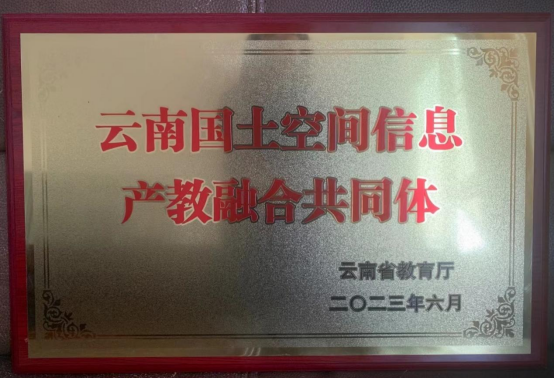 云南国土空间信息
产教融合共同体
云南省教育厅
二〇二三年六月